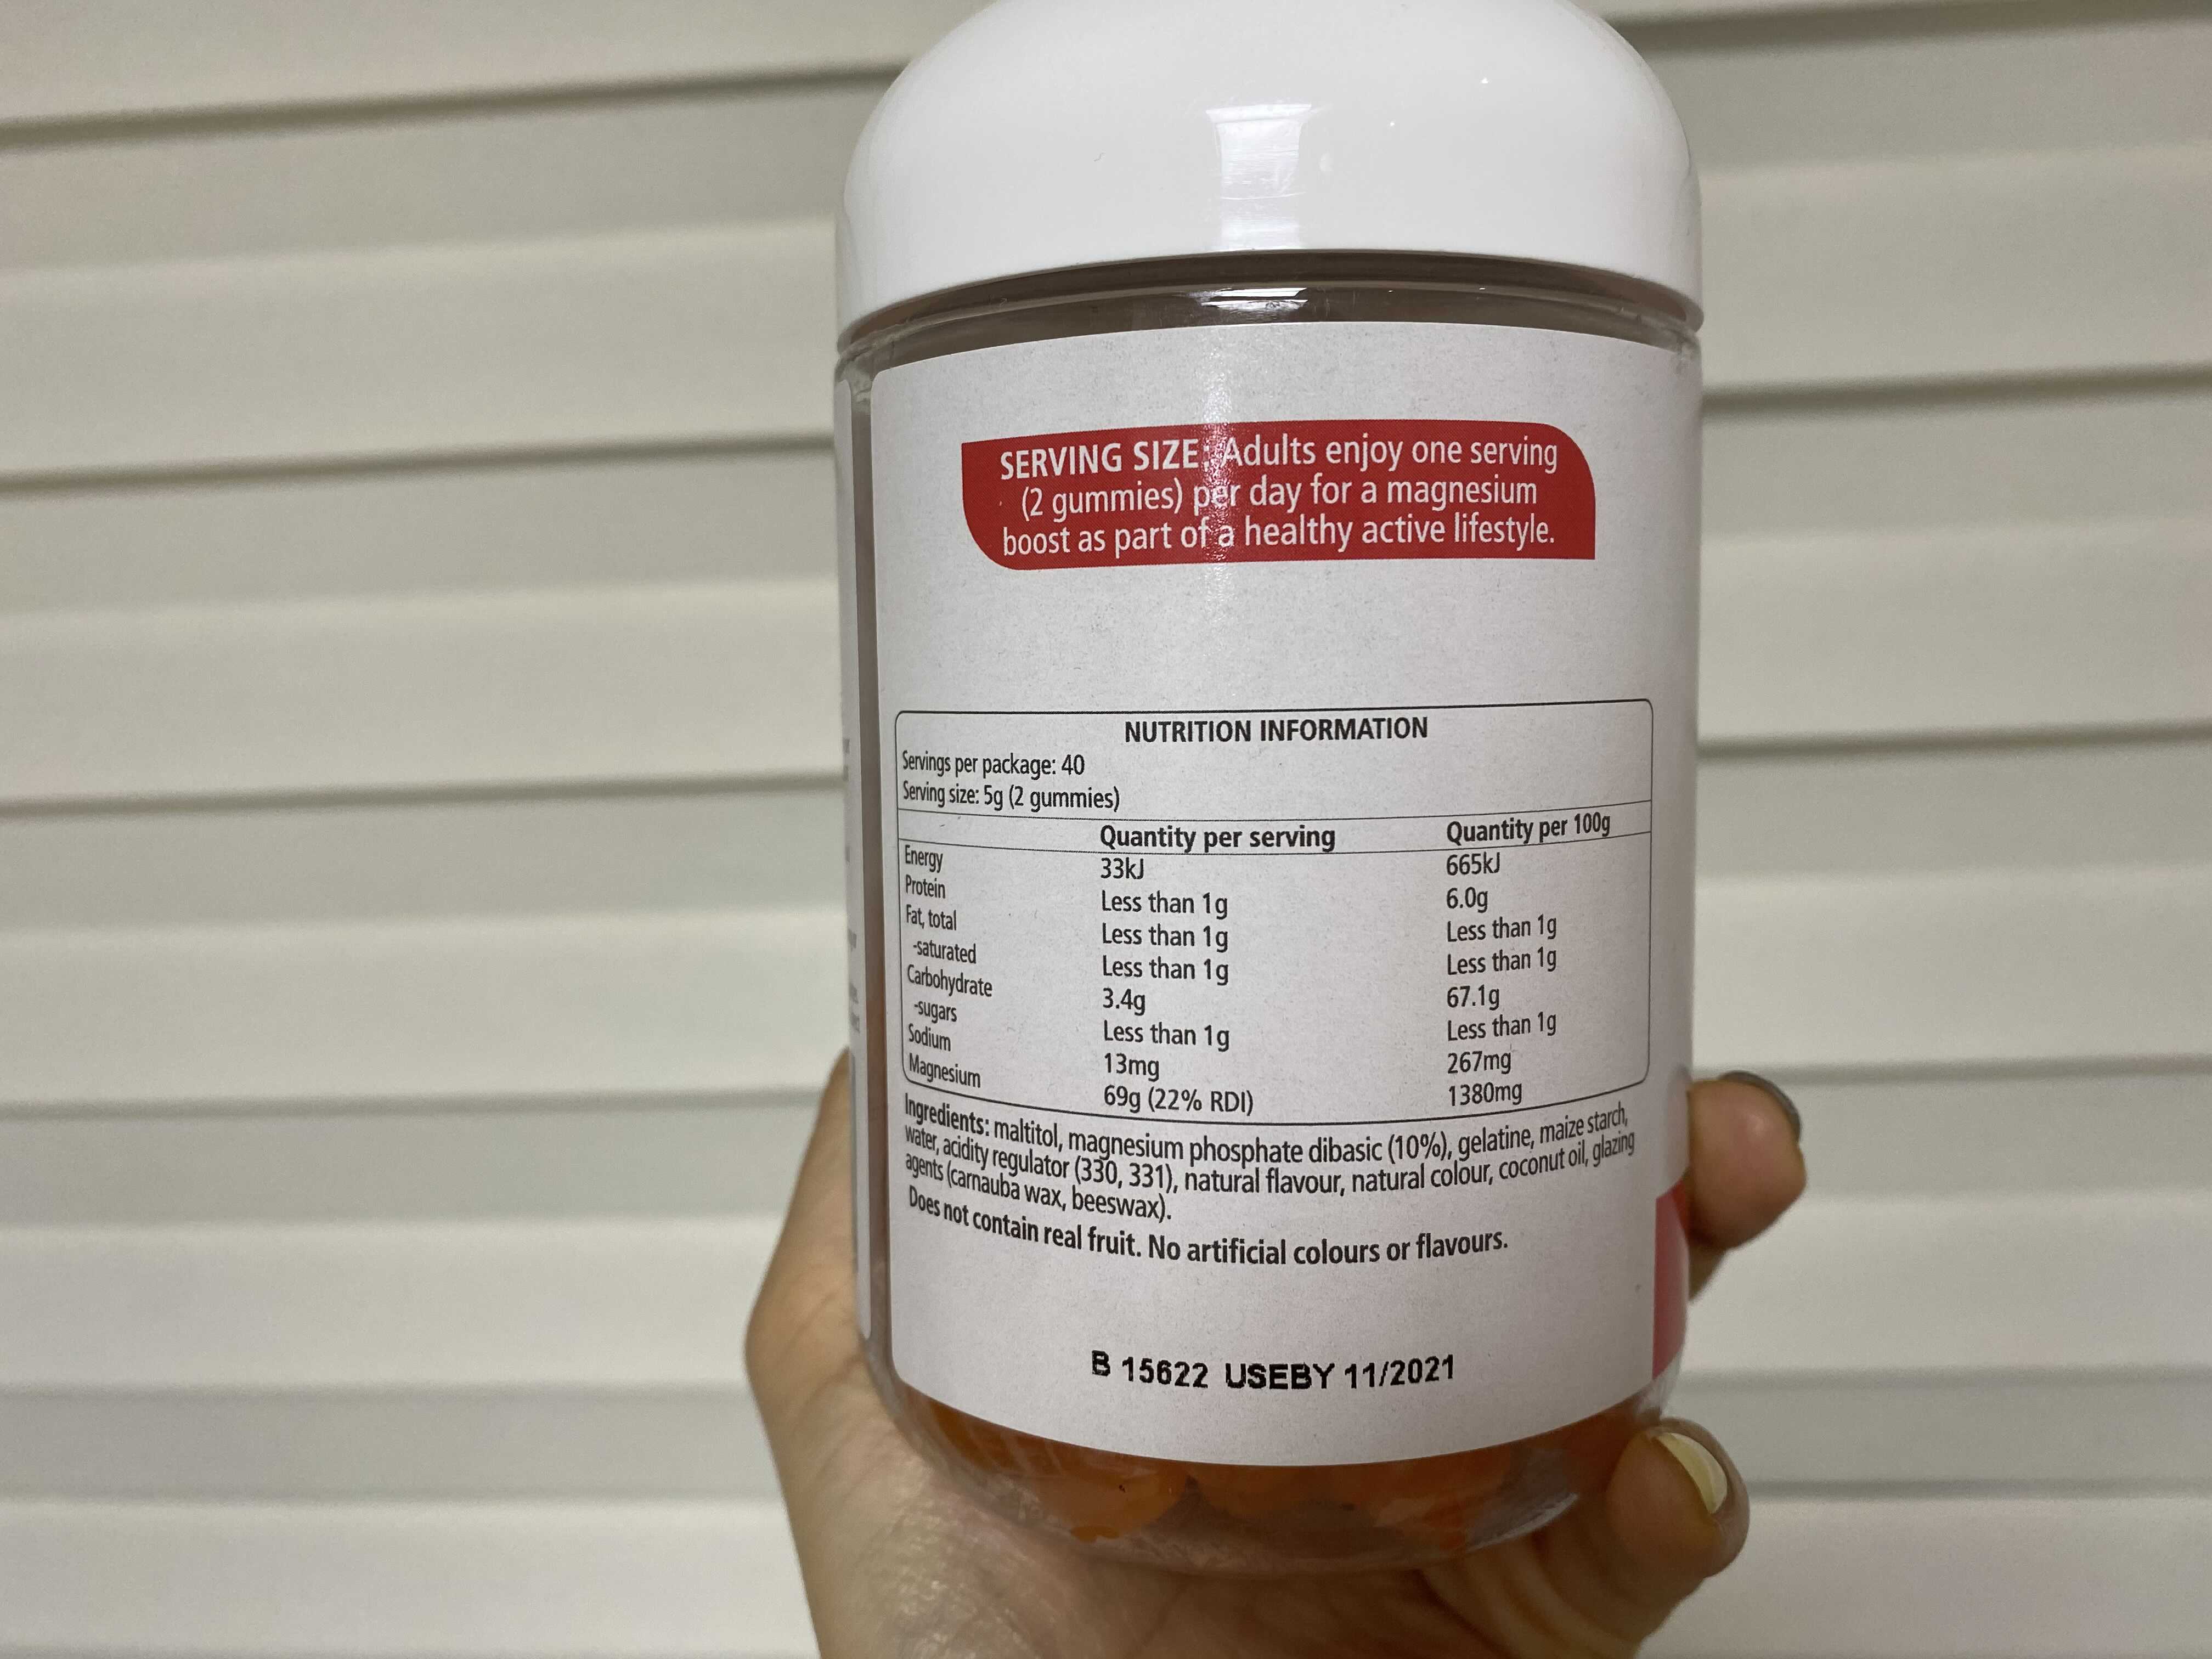 SERVING SIZE: Adults enjoy one serving
(2 gummies) per day for a magnesium
boost as part of a healthy active lifestyle.
NUTRITION INFORMATION
Servings per package: 40
Serving size: 5g (2 gummies)
Quantity per serving Quantity per 100g
Energy 33kJ 665kJ
Protein Less than 1g 6.0g
Fat, total Less than 1g Less than 1g
-saturated Less than 1g Less than 1g
Carbohydrate 3.4g 67.1g
-sugars Less than 1g Less than 1g
Sodium 13mg 267mg
Magnesium 69g (22% RDI) 1380mg
Ingredients: maltitol, magnesium phosphate dibasic (10%), gelatine, maize starch,
water, acidity regulator (330, 331), natural flavour, natural colour, coconut oil, glazing
agents (carnauba wax, beeswax).
Does not contain real fruit. No artificial colours or flavours.
B 15622 USEBY 11/2021